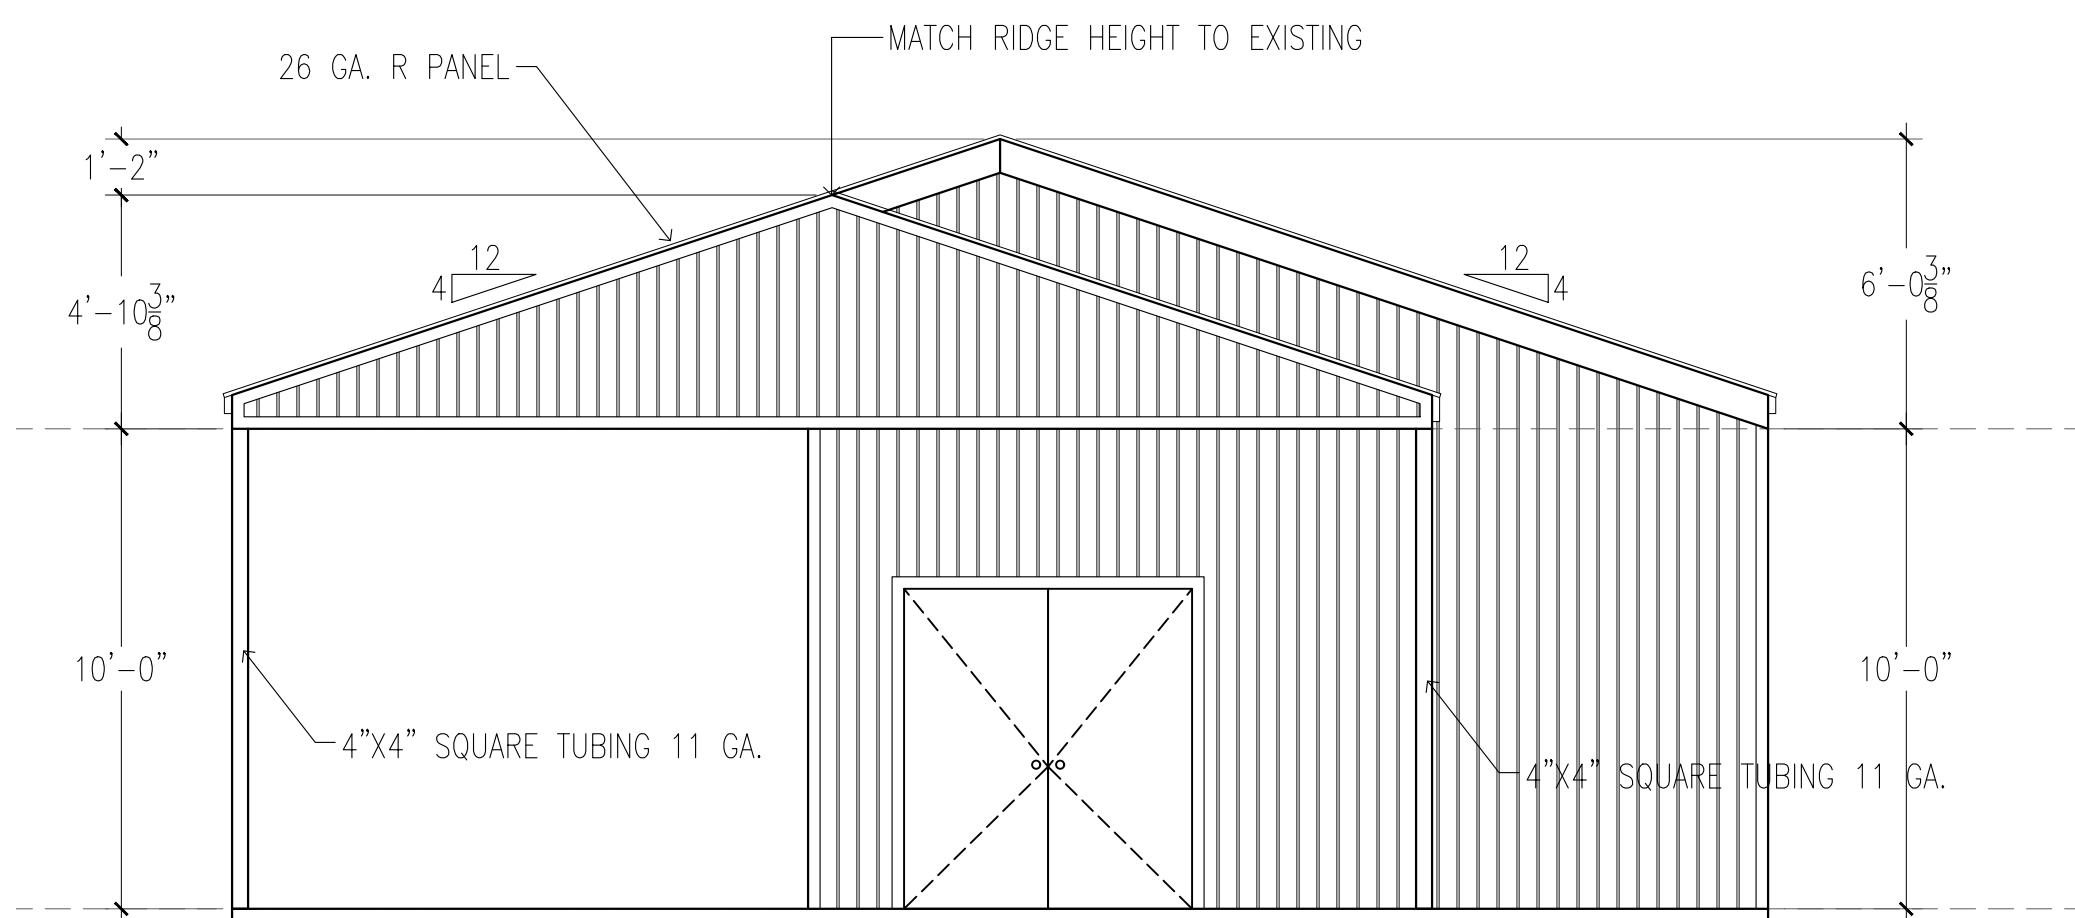 MATCH RIDGE HEIGHT TO EXISTING
26 GA. R PANEL
1'-2"
12
4
12
4
4'-10 3/8"
6'-0 3/8"
10'-0"
10'-0"
4"X4" SQUARE TUBING 11 GA.
4"X4" SQUARE TUBING 11 GA.